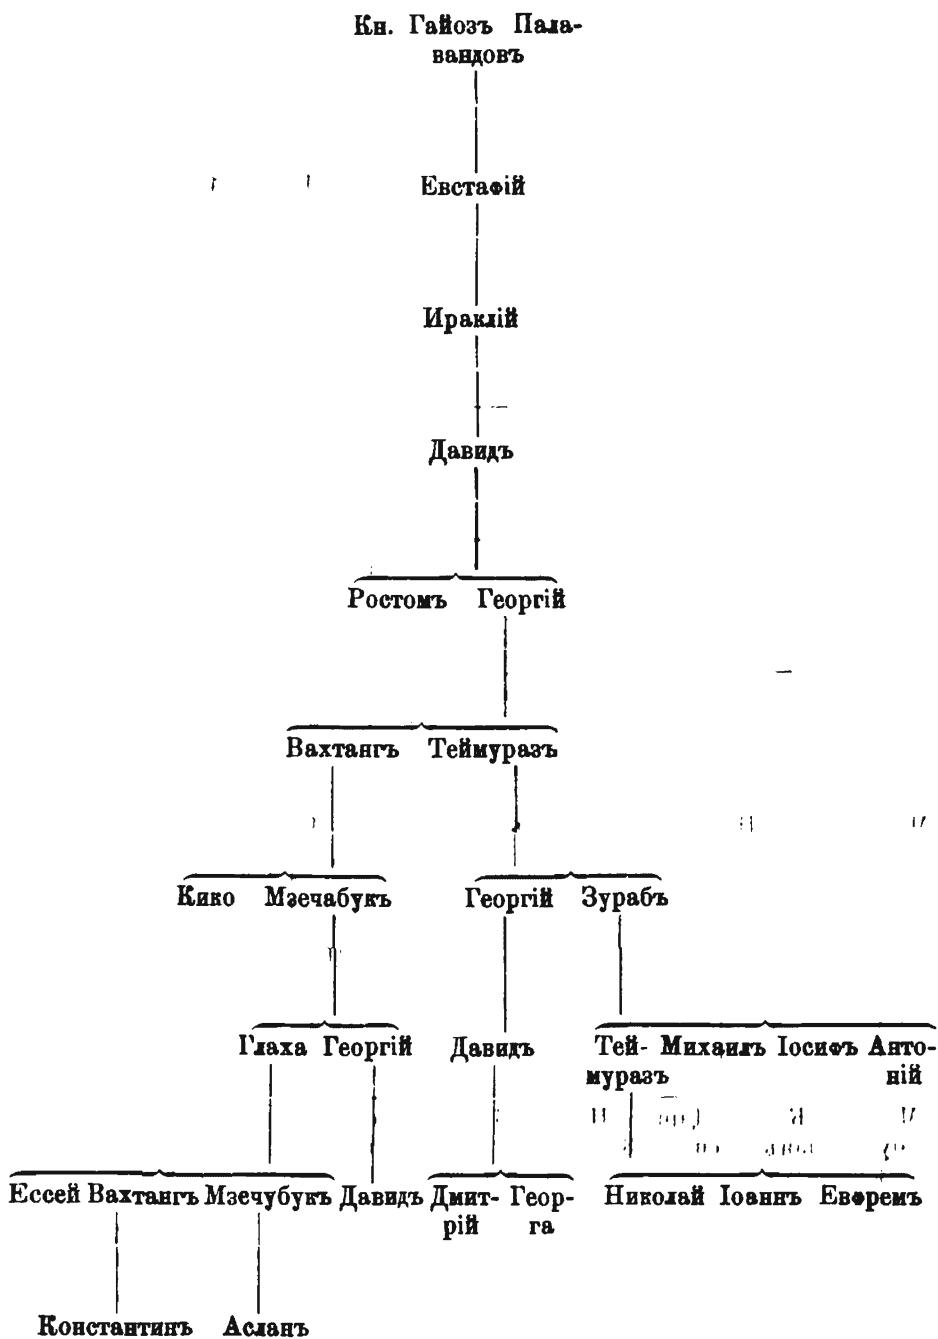 Кн. Гайозъ Пала-
вандовъ
Евстафій
Ираклій
Давидъ
Ростомъ Георгій
Вахтангъ Теймуразъ
Кико Мзечабукъ Георгій Зурабъ
Глаха Георгій Давидъ Тей- Михаилъ Іосифъ Анто-
муразъ ній
Ессей Вахтангъ Мзечубукъ Давидъ Дмит- Геор- Николай Іоаннъ Евфремъ
рій га
Константинъ Асланъ